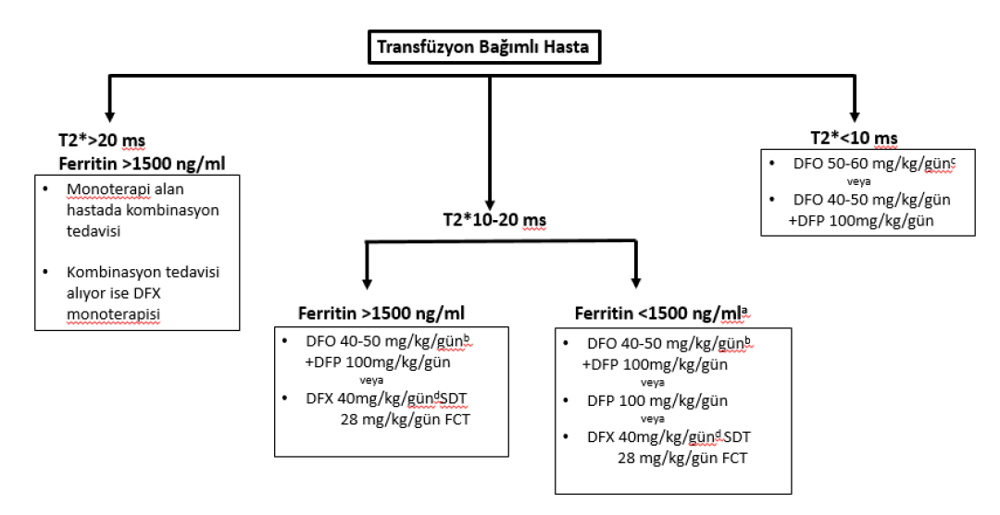 Transfüzyon Bağımlı Hasta
T2*>20 ms
Ferritin >1500 ng/ml
• Monoterapi alan
hastada kombinasyon
tedavisi
• Kombinasyon tedavisi
alıyor ise DFX
monoterapisi
T2*10-20 ms
Ferritin >1500 ng/ml
• DFO 40-50 mg/kg/günᵇ
+DFP 100mg/kg/gün
veya
• DFX 40mg/kg/günᵈSDT
28 mg/kg/gün FCT
Ferritin <1500 ng/mlᵃ
• DFO 40-50 mg/kg/günᵇ
+DFP 100mg/kg/gün
veya
• DFP 100 mg/kg/gün
veya
• DFX 40mg/kg/günᵈ SDT
28 mg/kg/gün FCT
T2*<10 ms
• DFO 50-60 mg/kg/günᶜ
veya
• DFO 40-50 mg/kg/gün
+DFP 100mg/kg/gün